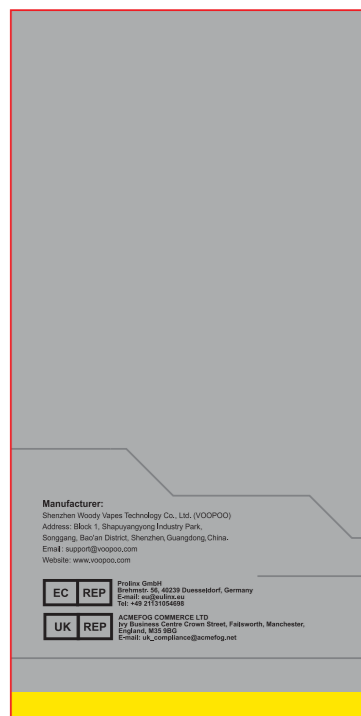 Manufacturer:
Shenzhen Woody Vapes Technology Co., Ltd. (VOOPOO)
Address: Block 1, Shapuyangyong Industry Park,
Songgang, Bao'an District, Shenzhen, Guangdong, China.
Email: support@voopoo.com
Website: www.voopoo.com
EC REP
Prolinx GmbH
Brehmstr. 56, 40239 Duesseldorf, Germany
E-mail: eu@eulinx.eu
Tel: +49 21131054698
UK REP
ACMEFOG COMMERCE LTD
Ivy Business Centre Crown Street, Failsworth, Manchester,
England, M35 9BG
E-mail: uk_compliance@acmefog.net